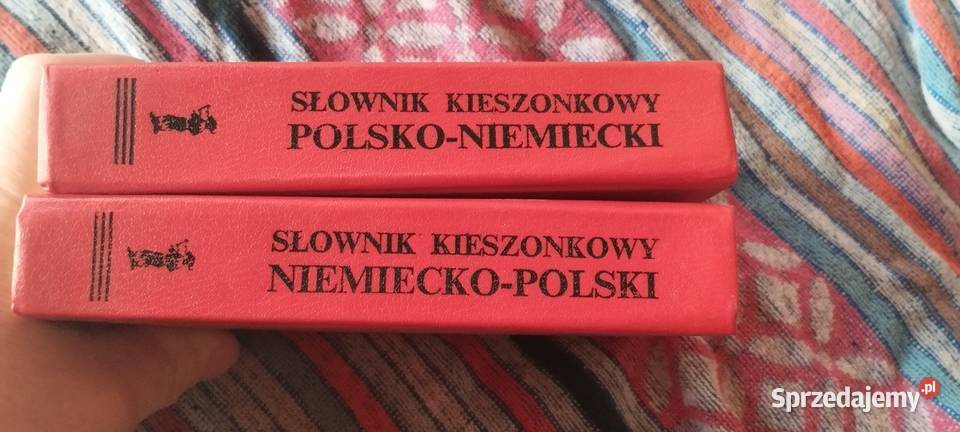 SŁOWNIK KIESZONKOWY
POLSKO-NIEMIECKI
SŁOWNIK KIESZONKOWY
NIEMIECKO-POLSKI
Sprzedajemy.pl